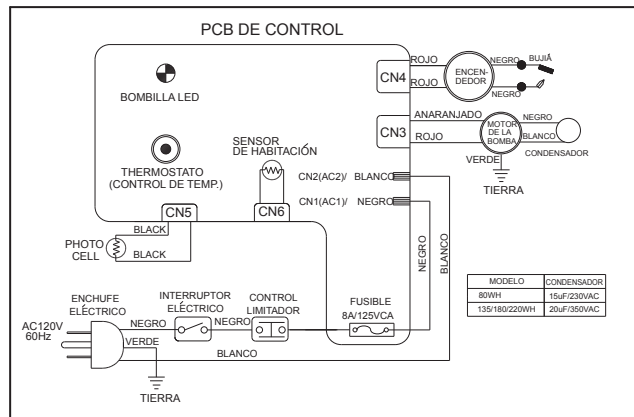 PCB DE CONTROL
BOMBILLA LED
THERMOSTATO
(CONTROL DE TEMP.)
SENSOR
DE HABITACIÓN
CN5
CN6
BLACK
BLACK
PHOTO
CELL
CN4
ROJO
ROJO
ENCEN-
DEDOR
NEGRO
BUJIÁ
NEGRO
CN3
ANARANJADO
ROJO
MOTOR
DE LA
BOMBA
NEGRO
BLANCO
CONDENSADOR
VERDE
TIERRA
CN2(AC2)/ BLANCO
CN1(AC1)/ NEGRO
NEGRO
BLANCO
MODELO CONDENSADOR
80WH 15uF/230VAC
135/180/220WH 20uF/350VAC
ENCHUFE
ELÉCTRICO
AC120V
60Hz
NEGRO
VERDE
INTERRUPTOR
ELÉCTRICO
NEGRO
CONTROL
LIMITADOR
FUSIBLE
8A/125VCA
BLANCO
TIERRA